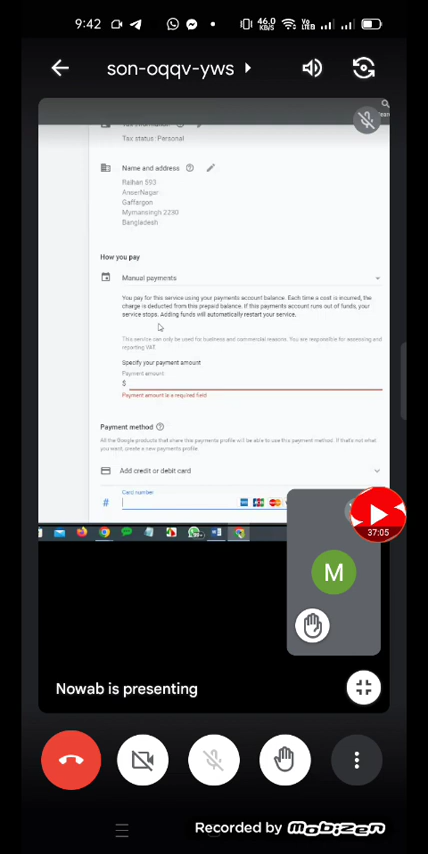 9:42
46.0
KB/S
Vo
LTE
son-oqqv-yws
Tax status: Personal
Name and address
Raihan 593
AnserNagar
Gaffargon
Mymansingh 2230
Bangladesh
How you pay
Manual payments
You pay for this service using your payments account balance. Each time a cost is incurred, the
charge is deducted from this prepaid balance. If this payments account runs out of funds, your
service stops. Adding funds will automatically restart your service.
This service can only be used for business and commercial reasons. You are responsible for assessing and
reporting VAT.
Specify your payment amount
Payment amount
$
Payment amount is a required field
Payment method
All the Google products that share this payments profile will be able to use this payment method. If that's not what
you want, create a new payments profile.
Add credit or debit card
Card number
#
37:05
M
Nowab is presenting
Recorded by mobizen